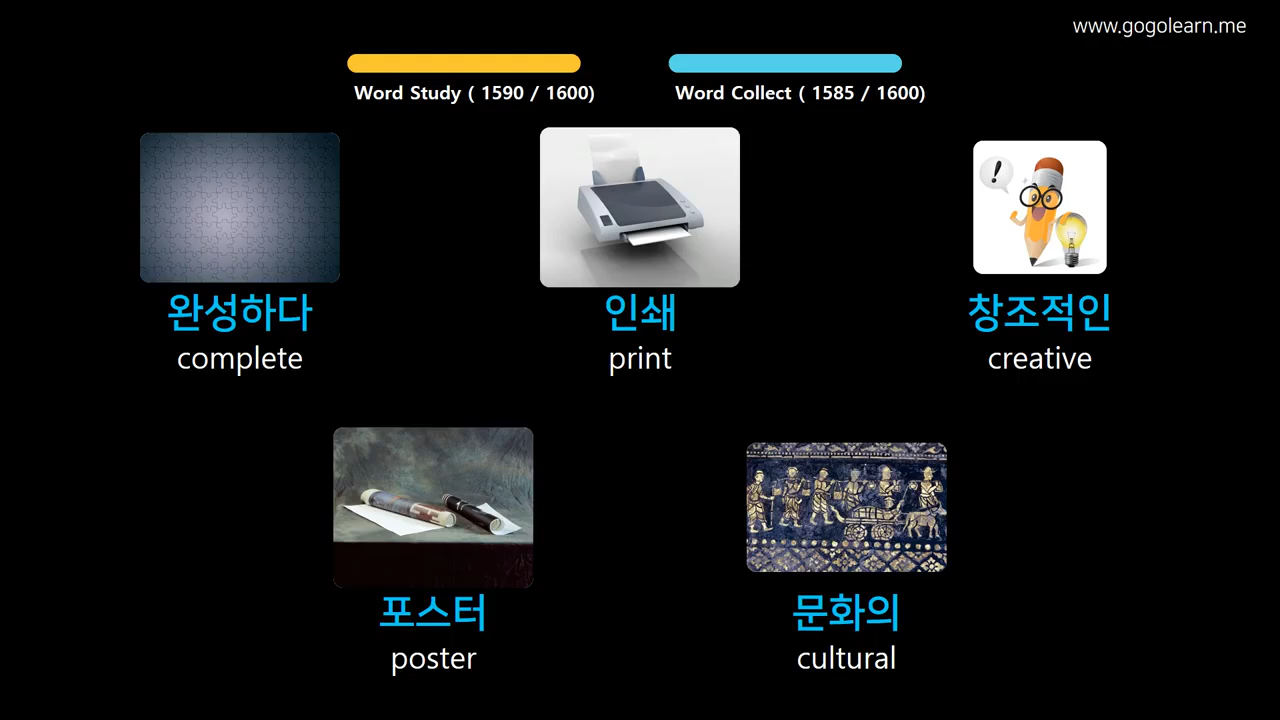 www.gogolearn.me
Word Study ( 1590 / 1600)
Word Collect ( 1585 / 1600)
완성하다
complete
인쇄
print
창조적인
creative
!
포스터
poster
문화의
cultural